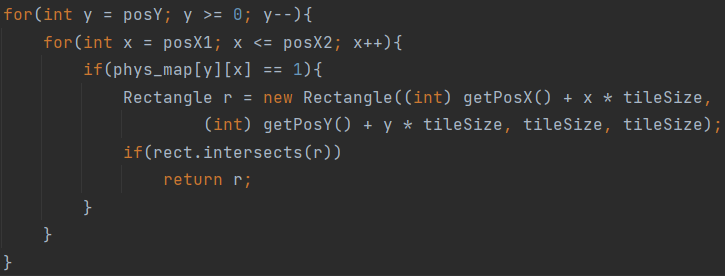 for(int y = posY; y >= 0; y--){
    for(int x = posX1; x <= posX2; x++){
        if(phys_map[y][x] == 1){
            Rectangle r = new Rectangle((int) getPosX() + x * tileSize,
                    (int) getPosY() + y * tileSize, tileSize, tileSize);
            if(rect.intersects(r))
                return r;
        }
    }
}